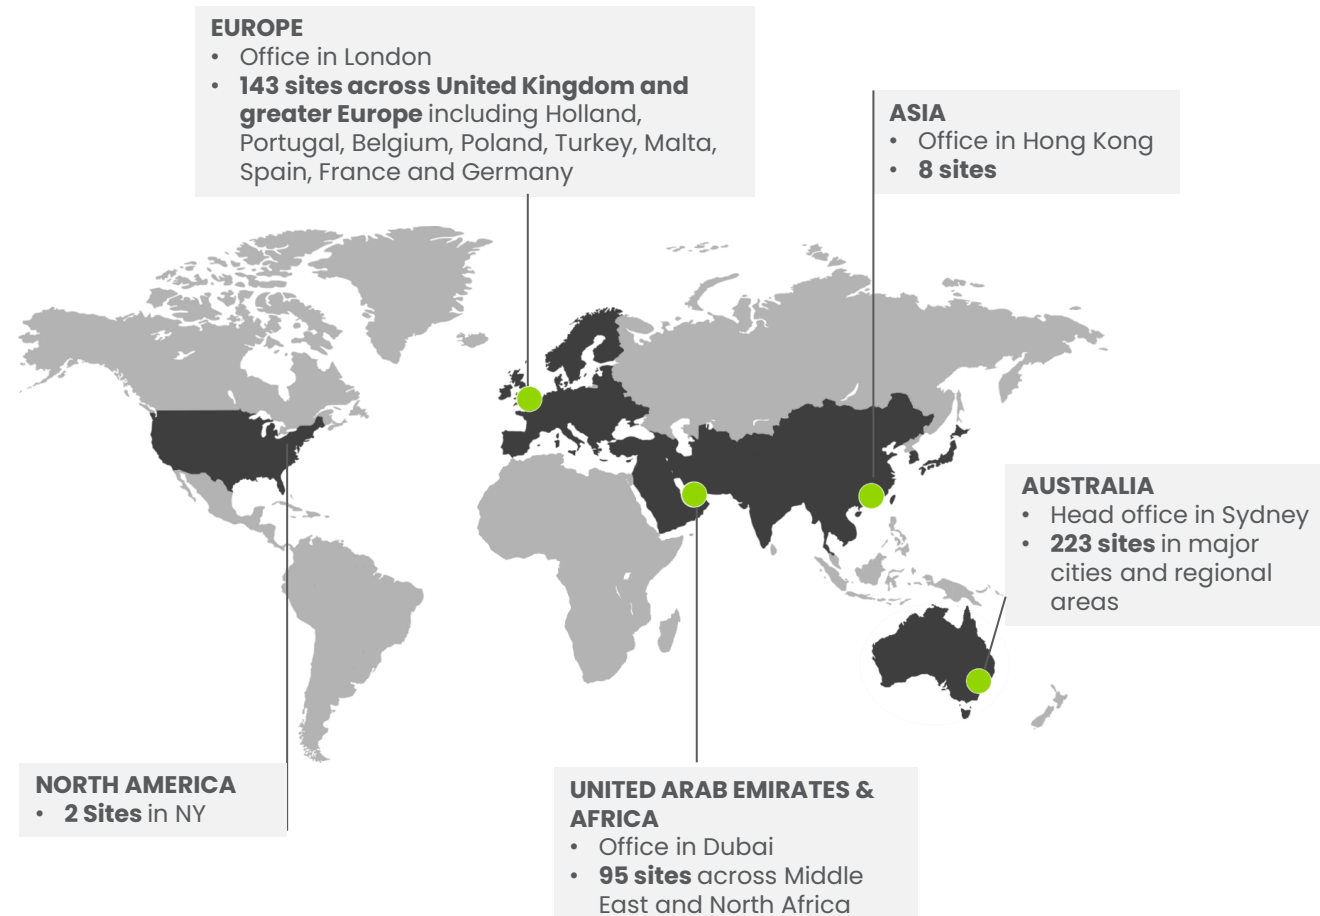 EUROPE
• Office in London
• 143 sites across United Kingdom and
greater Europe including Holland,
Portugal, Belgium, Poland, Turkey, Malta,
Spain, France and Germany
ASIA
• Office in Hong Kong
• 8 sites
AUSTRALIA
• Head office in Sydney
• 223 sites in major
cities and regional
areas
NORTH AMERICA
• 2 Sites in NY
UNITED ARAB EMIRATES &
AFRICA
• Office in Dubai
• 95 sites across Middle
East and North Africa